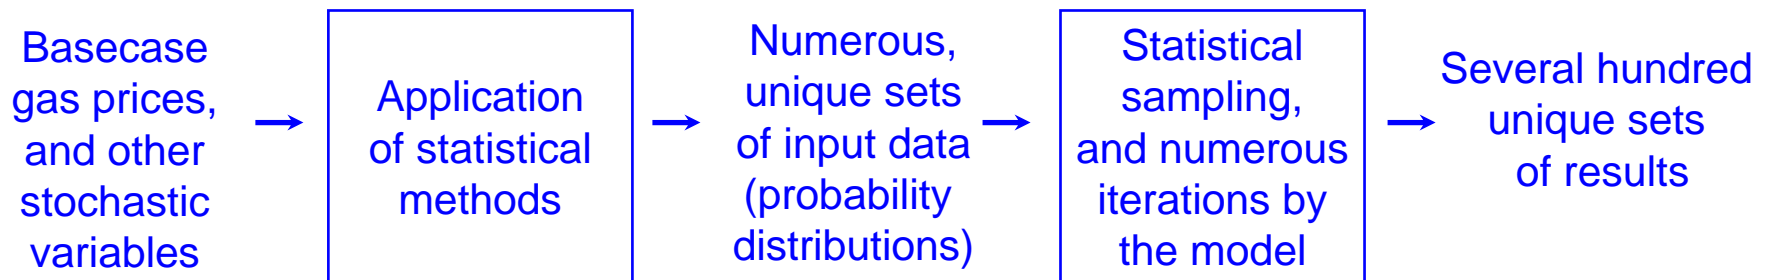 Basecase
gas prices,
and other
stochastic
variables
Application
of statistical
methods
Numerous,
unique sets
of input data
(probability
distributions)
Statistical
sampling,
and numerous
iterations by
the model
Several hundred
unique sets
of results